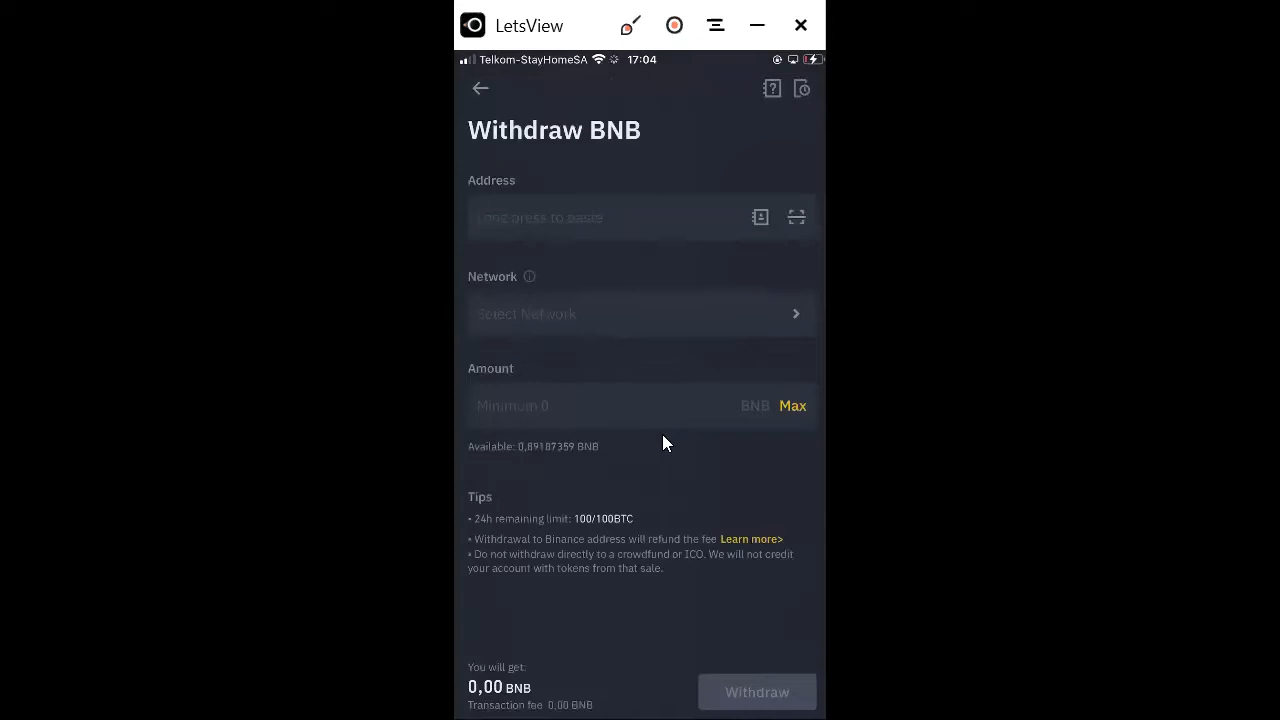 LetsView
Telkom-StayHomeSA 17:04
Withdraw BNB
Address
Long press to paste
Network
Select Network
Amount
Minimum 0 BNB Max
Available: 0,89187359 BNB
Tips
• 24h remaining limit: 100/100BTC
• Withdrawal to Binance address will refund the fee Learn more>
• Do not withdraw directly to a crowdfund or ICO. We will not credit
your account with tokens from that sale.
You will get:
0,00 BNB
Transaction fee 0,00 BNB
Withdraw